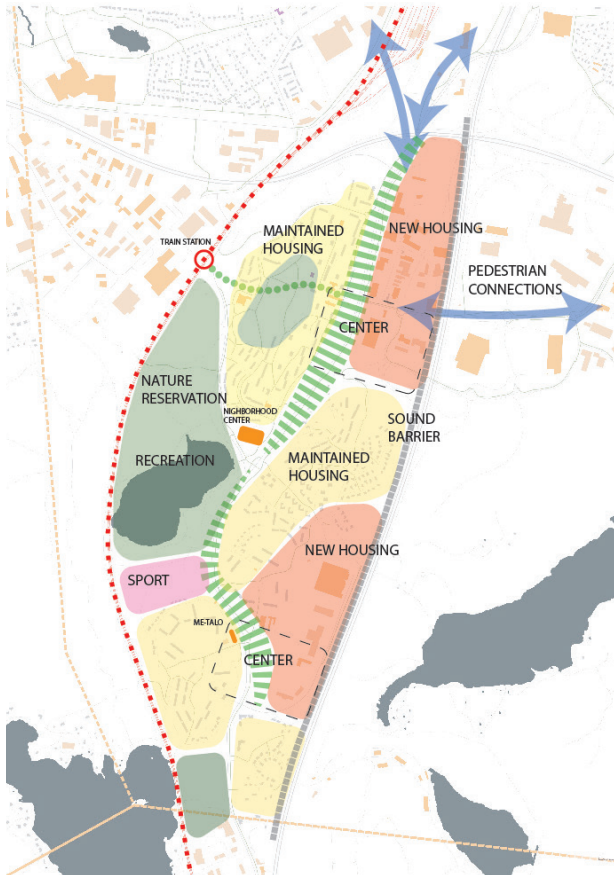 MAINTAINED
HOUSING
NEW HOUSING
TRAIN STATION
PEDESTRIAN
CONNECTIONS
CENTER
NATURE
RESERVATION
NIGHBORHOOD
CENTER
SOUND
BARRIER
RECREATION
MAINTAINED
HOUSING
NEW HOUSING
SPORT
ME-TALO
CENTER